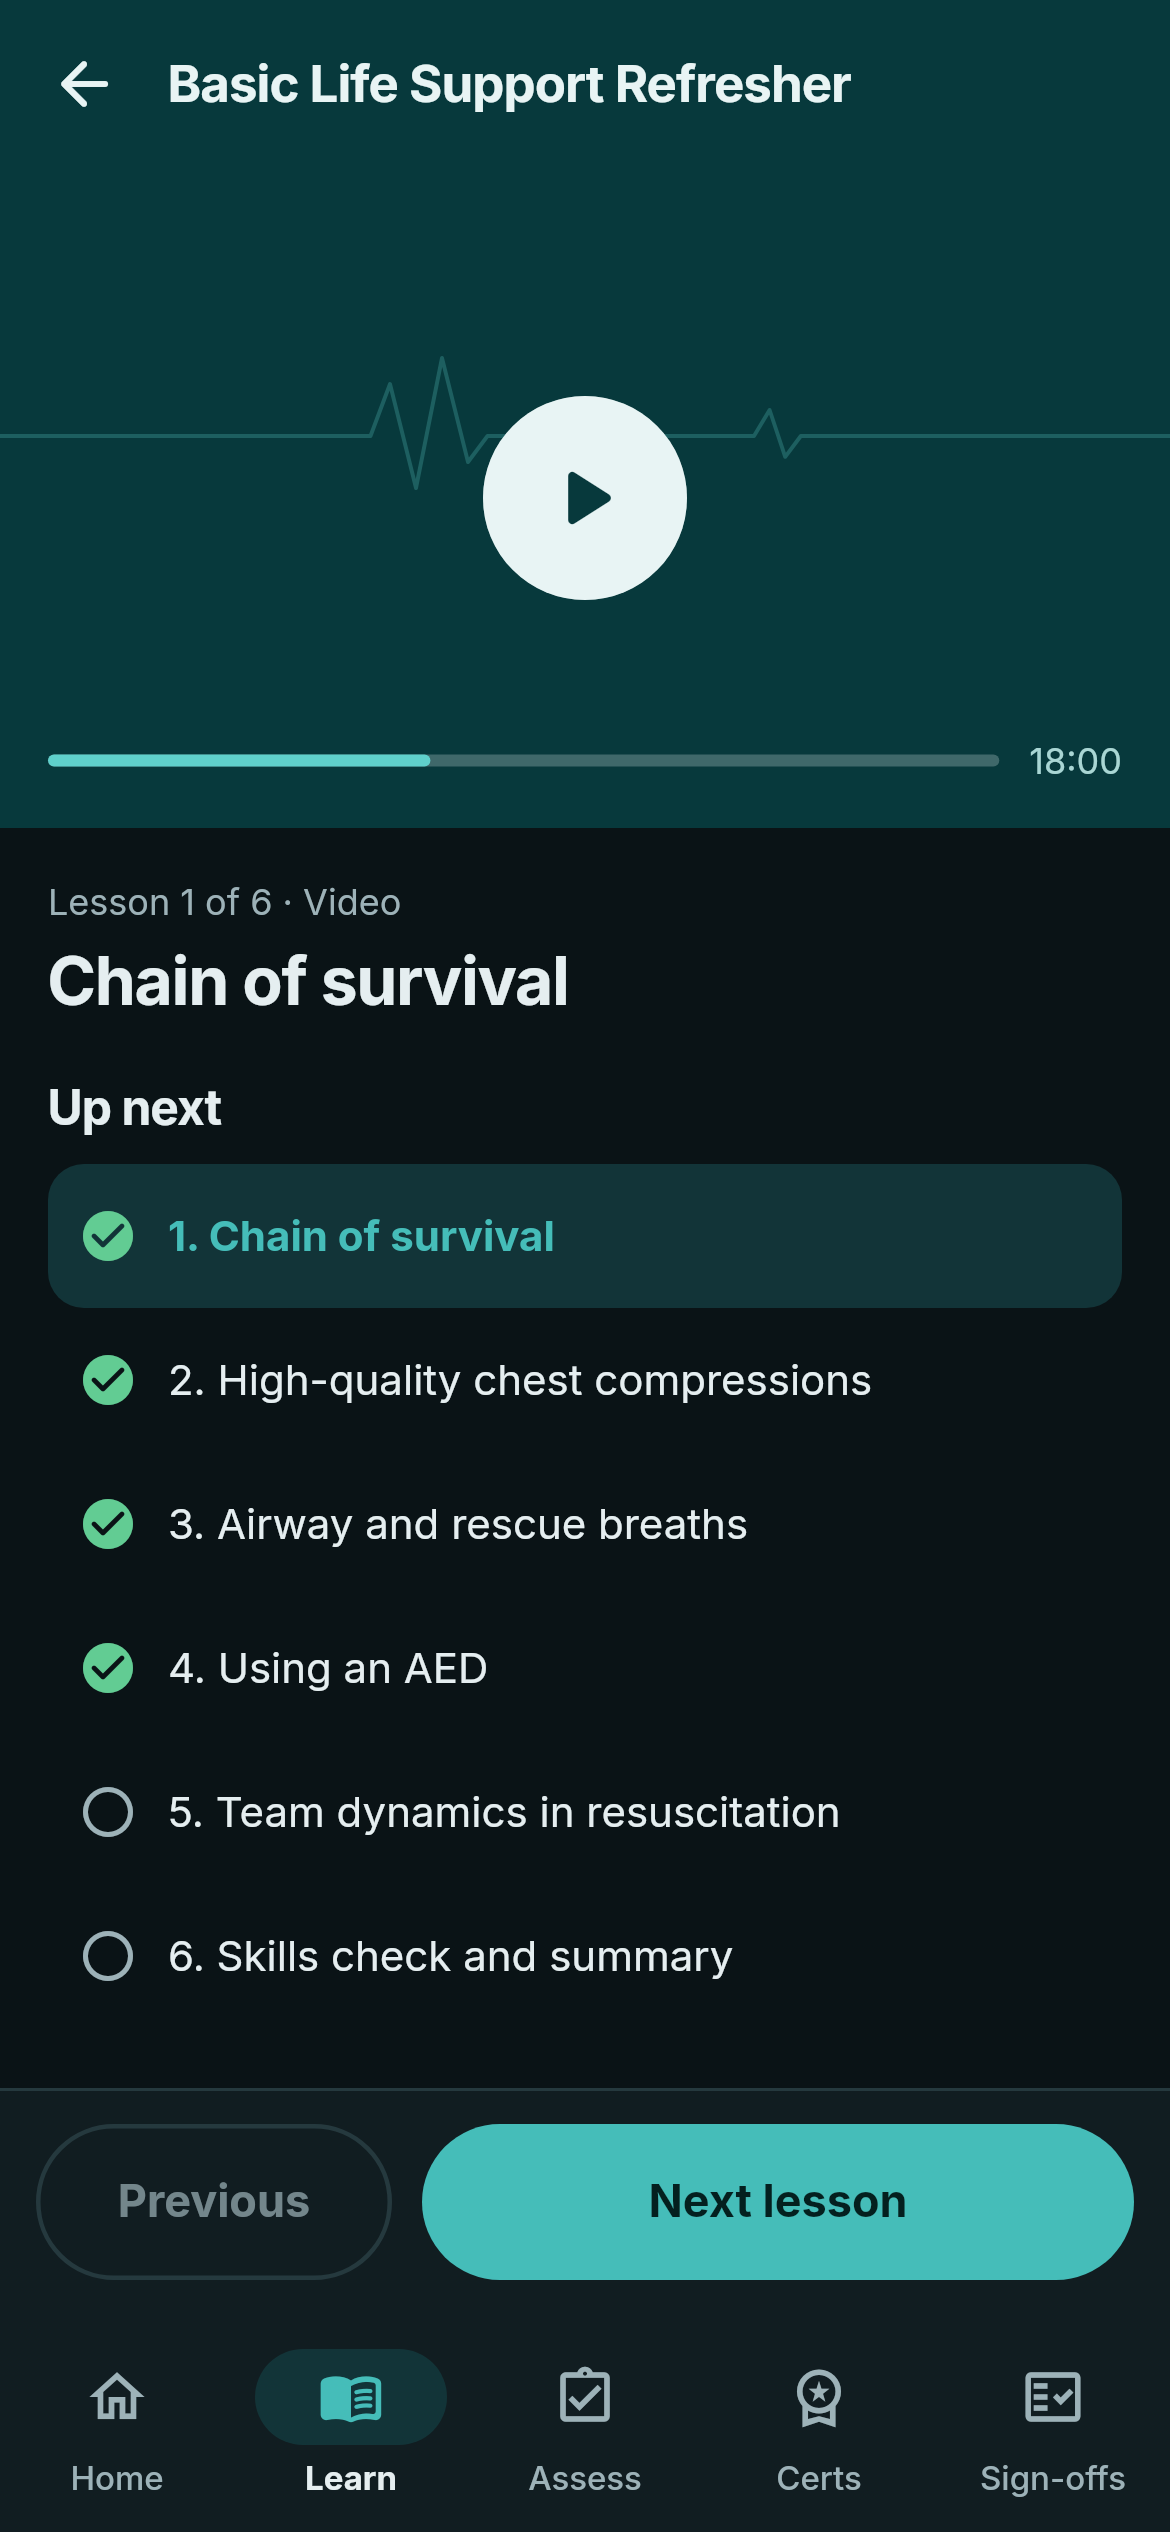 Basic Life Support Refresher
18:00
Lesson 1 of 6 · Video
Chain of survival
Up next
1. Chain of survival
2. High-quality chest compressions
3. Airway and rescue breaths
4. Using an AED
5. Team dynamics in resuscitation
6. Skills check and summary
Previous
Next lesson
Home
Learn
Assess
Certs
Sign-offs